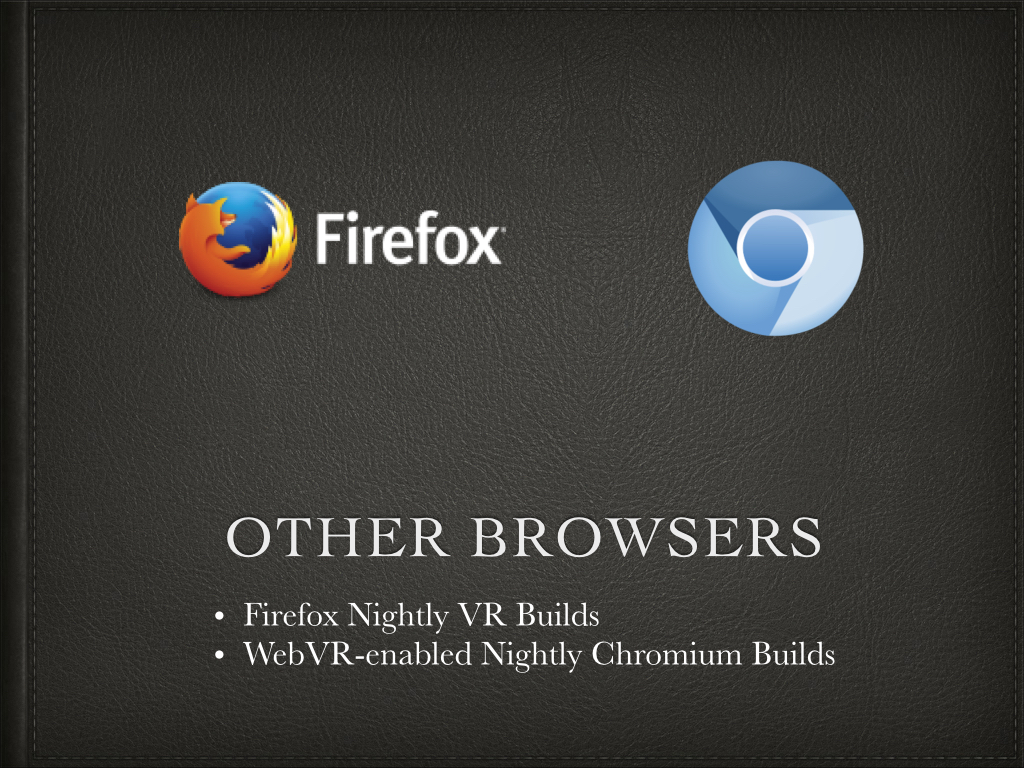 Firefox
OTHER BROWSERS
• Firefox Nightly VR Builds
• WebVR-enabled Nightly Chromium Builds